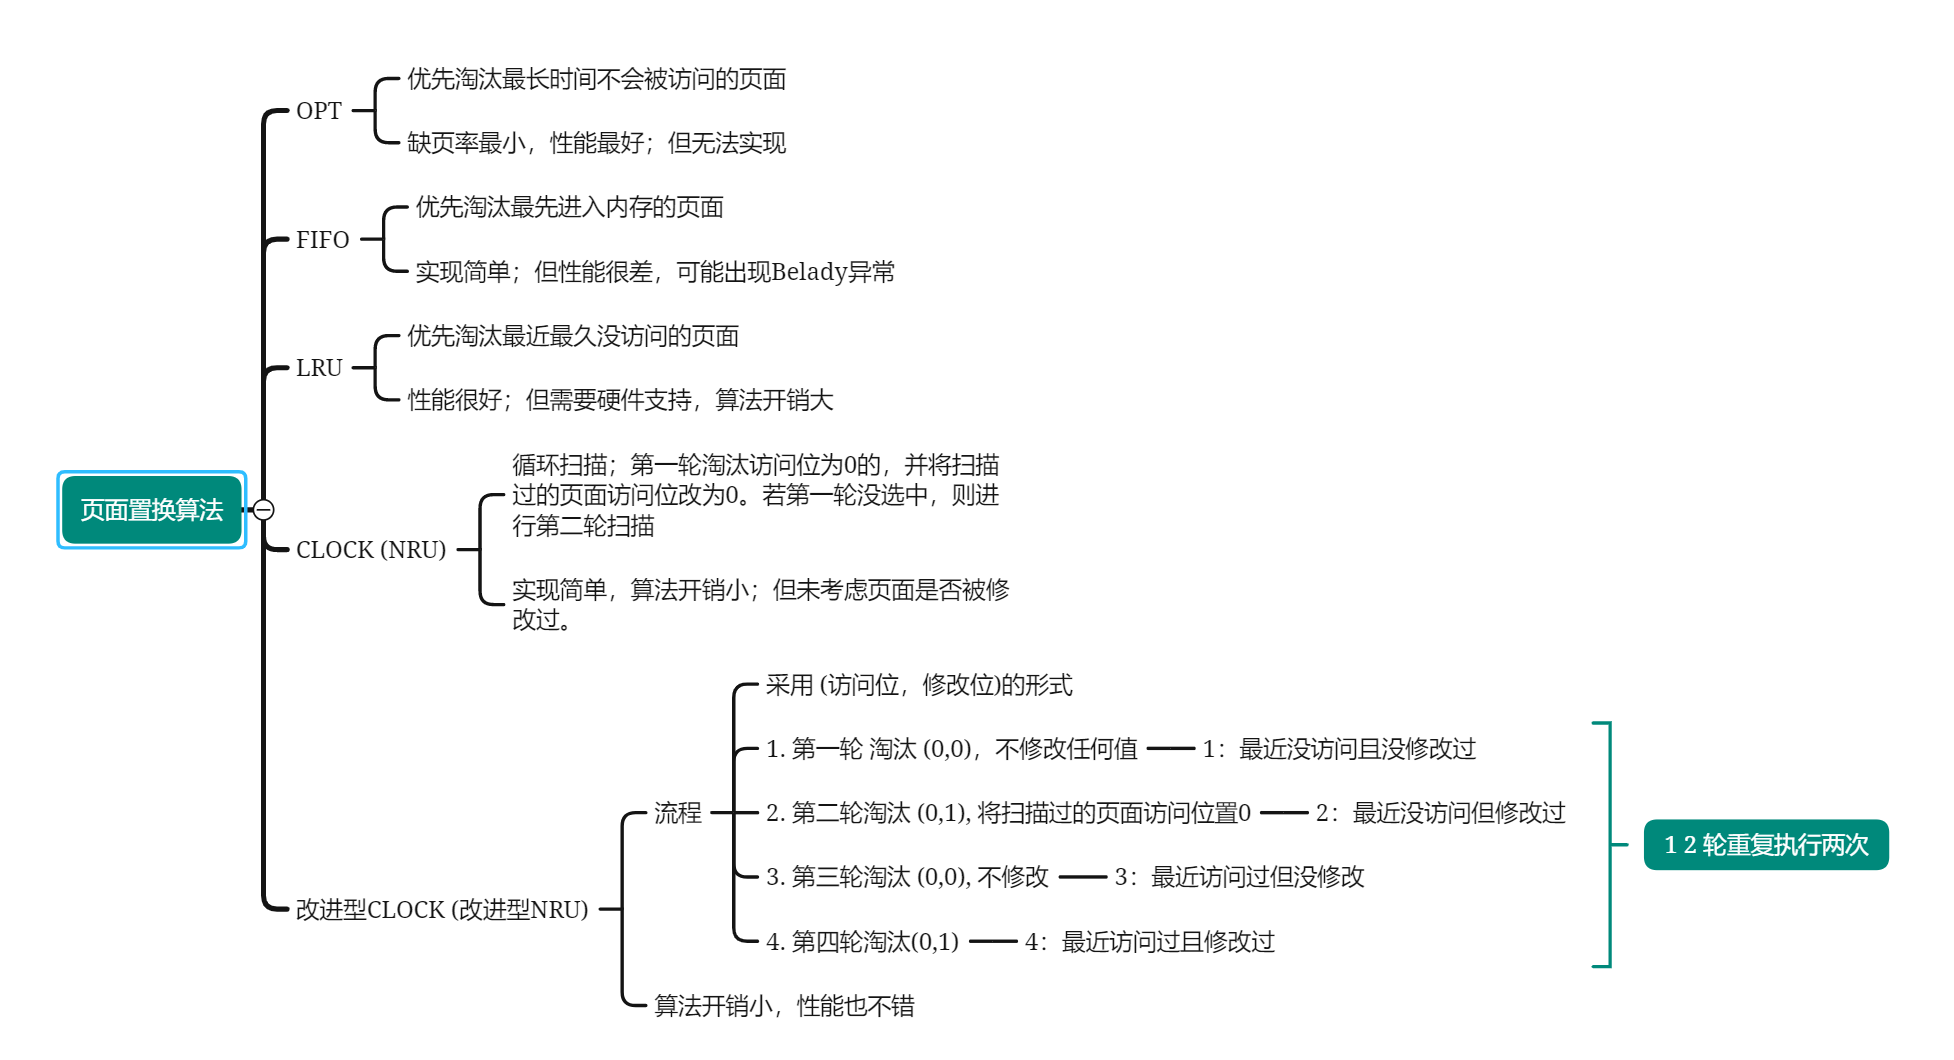 优先淘汰最长时间不会被访问的页面
OPT
缺页率最小，性能最好；但无法实现
优先淘汰最先进入内存的页面
FIFO
实现简单；但性能很差，可能出现Belady异常
优先淘汰最近最久没访问的页面
LRU
性能很好；但需要硬件支持，算法开销大
循环扫描；第一轮淘汰访问位为0的，并将扫描
过的页面访问位改为0。若第一轮没选中，则进
行第二轮扫描
页面置换算法
CLOCK (NRU)
实现简单，算法开销小；但未考虑页面是否被修
改过。
采用 (访问位，修改位)的形式
1. 第一轮 淘汰 (0,0)，不修改任何值
1：最近没访问且没修改过
流程
2. 第二轮淘汰 (0,1), 将扫描过的页面访问位置0
2：最近没访问但修改过
1 2 轮重复执行两次
3. 第三轮淘汰 (0,0), 不修改
3：最近访问过但没修改
改进型CLOCK (改进型NRU)
4. 第四轮淘汰(0,1)
4：最近访问过且修改过
算法开销小，性能也不错